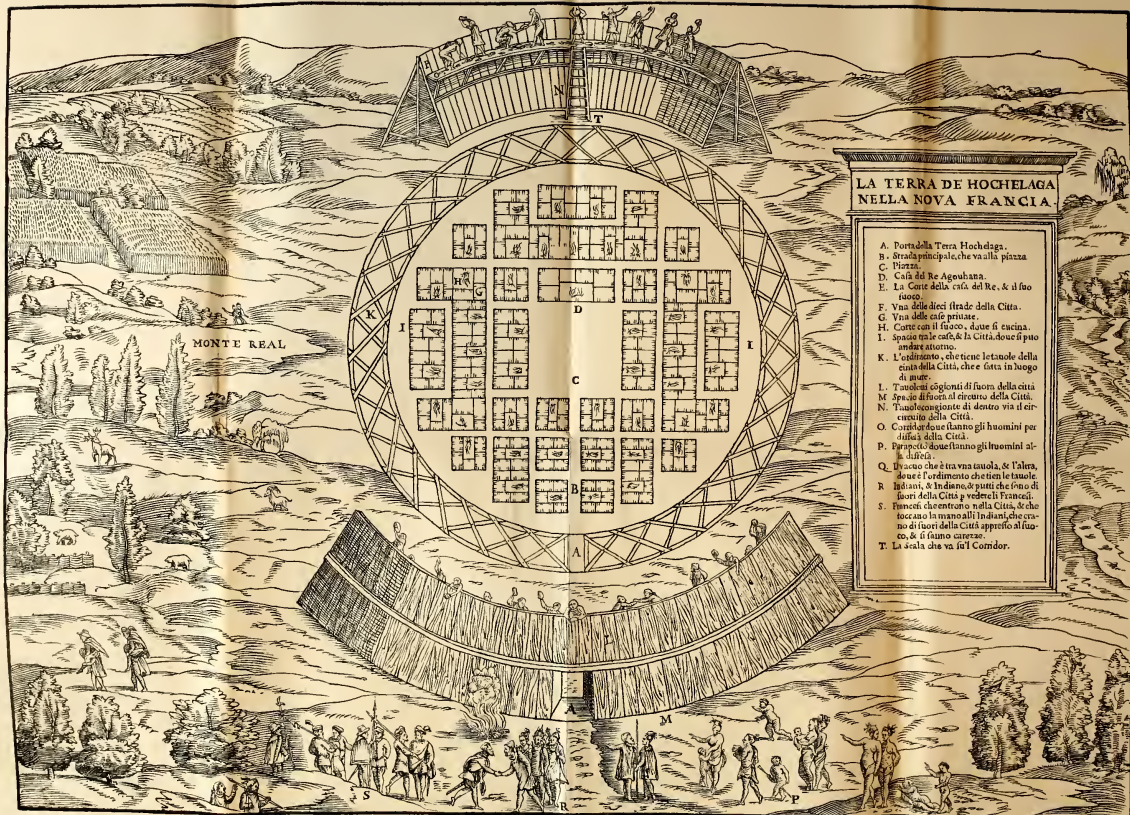 N
T
LA TERRA DE HOCHELAGA
NELLA NOVA FRANCIA.
A. Porta della Terra Hochelaga.
B. Strada principale, che va alla piazza
C. Piazza.
D. Casa del Re Agouhana.
E. La Corte della casa del Re, & il suo
fuoco.
F. Vna delle dieci strade della Citta.
G. Vna delle case priuate.
H. Corte con il fuoco, doue si cucina.
I. Spacio tra le case, & la Città, doue si puo
andare attorno.
K. L'ordimento, che tiene le tauole della
cinta della Città, che e fatta in luogo
di mure.
L. Tauoloni cõgionti di fuora della città
M Spacio di fuora al circuito della Città.
N. Tauole congionte di dentro via il cir-
circuito della Città.
O. Corridor doue stanno gli huomini per
diffesa della Città.
P. Parapetto doue stanno gli huomini al-
la diffesa.
Q. Il vacuo che è tra vna tauola, & l'altra,
doue è l'ordimento che tien le tauole.
R Indiani, & Indiane, & putti che sono di
fuori della Città p vedere li Francesi.
S. Francesi che entrono nella Città, & che
toccano la mano alli Indiani, che era-
no di fuori della Città appresso al fuo-
co, & si fanno carezze.
T. La Scala che va su'l Corridor.
H
G
D
K
I
I
MONTE REAL
C
B
A
L
A
M
S
R
P